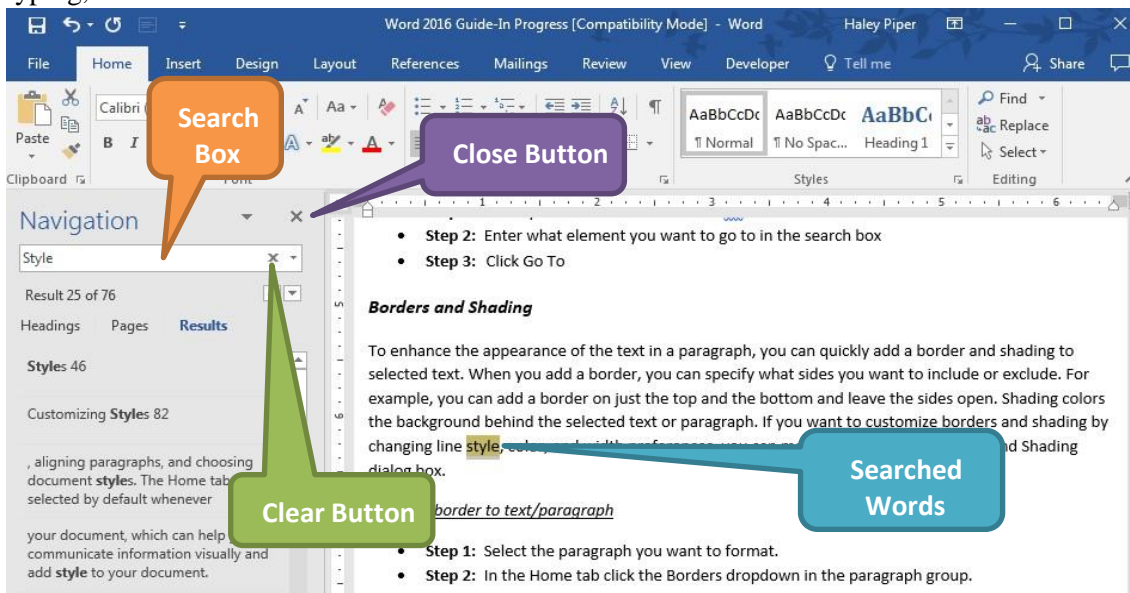 Word 2016 Guide-In Progress [Compatibility Mode] - Word
Haley Piper
File Home Insert Design Layout References Mailings Review View Developer Tell me Share
Paste
Clipboard
Calibri
B I
Aa
Search
Box
Close Button
AaBbCcDc AaBbCcDc AaBbC
¶ Normal ¶ No Spac... Heading 1
Styles
Find
Replace
Select
Editing
Navigation
Style
Result 25 of 76
Headings Pages Results
Styles 46
Customizing Styles 82
, aligning paragraphs, and choosing
document styles. The Home tab
selected by default whenever
your document, which can help
communicate information visually and
add style to your document.
Clear Button
1 2 3 4 5 6
• Step 2: Enter what element you want to go to in the search box
• Step 3: Click Go To
Borders and Shading
To enhance the appearance of the text in a paragraph, you can quickly add a border and shading to
selected text. When you add a border, you can specify what sides you want to include or exclude. For
example, you can add a border on just the top and the bottom and leave the sides open. Shading colors
the background behind the selected text or paragraph. If you want to customize borders and shading by
changing line style, you can Shading
dialog box.
Searched
Words
border to text/paragraph
• Step 1: Select the paragraph you want to format.
• Step 2: In the Home tab click the Borders dropdown in the paragraph group.